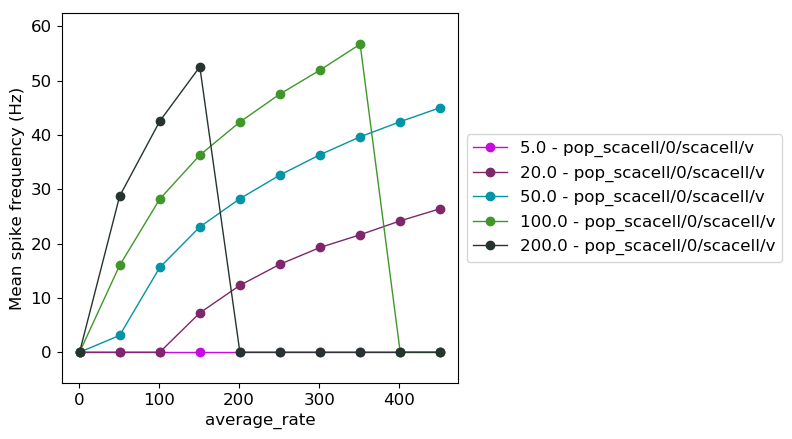 60
50
40
30
20
10
0
Mean spike frequency (Hz)
0 100 200 300 400
average_rate
5.0 - pop_scacell/0/scacell/v
20.0 - pop_scacell/0/scacell/v
50.0 - pop_scacell/0/scacell/v
100.0 - pop_scacell/0/scacell/v
200.0 - pop_scacell/0/scacell/v